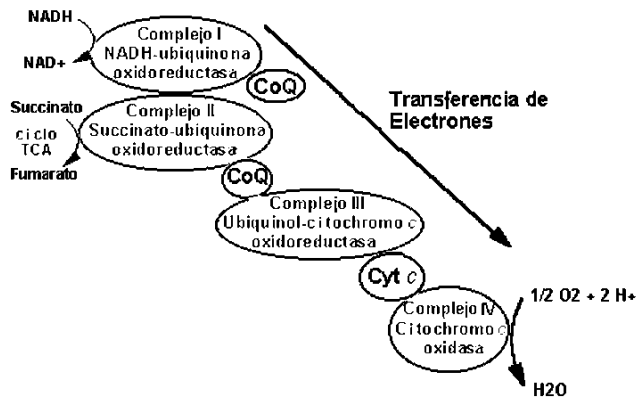 NADH
NAD+
Complejo I
NADH-ubiquinona
oxidoreductasa
CoQ
Transferencia de
Electrones
Succinato
ciclo
TCA
Fumarato
Complejo II
Succinato-ubiquinona
oxidoreductasa
CoQ
Complejo III
Ubiquinol-citochromo c
oxidoreductasa
Cyt c
Complejo IV
Citochromo c
oxidasa
1/2 O2 + 2 H+
H2O